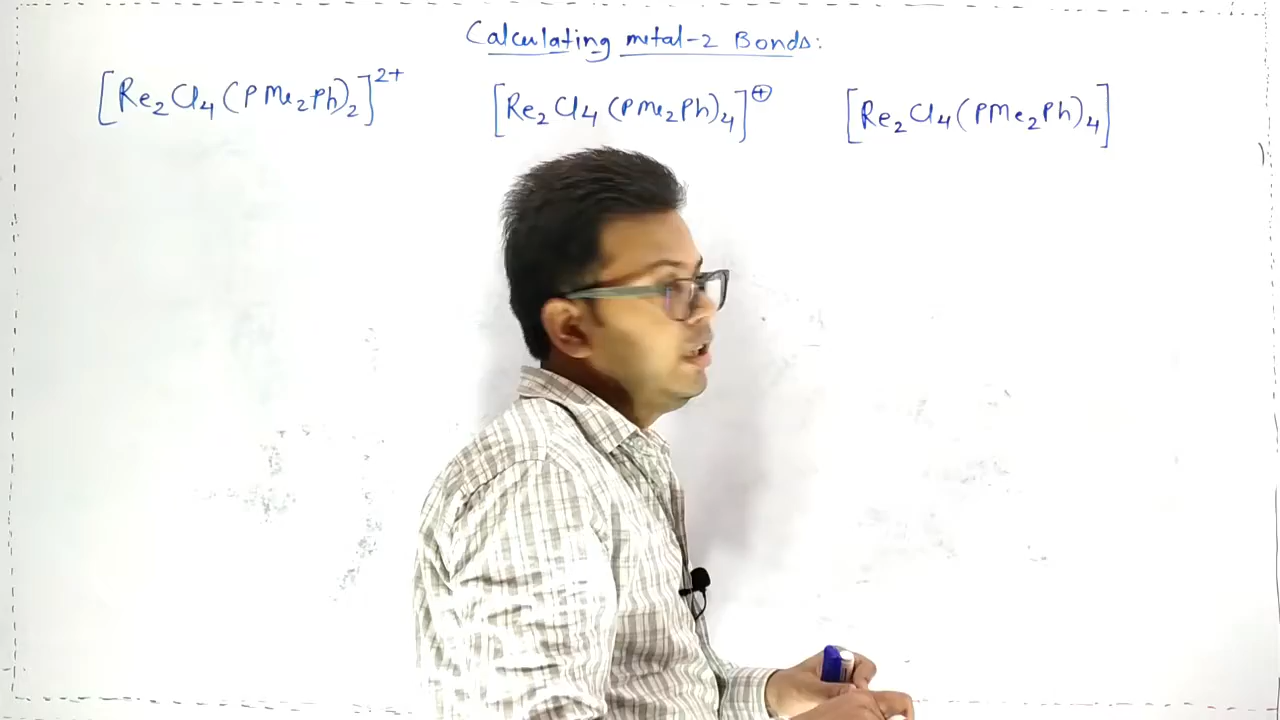 Calculating metal-2 Bonds:
[Re₂Cl₄(PMe₂Ph)₂]²⁺ [Re₂Cl₄(PMe₂Ph)₄]⊕ [Re₂Cl₄(PMe₂Ph)₄]